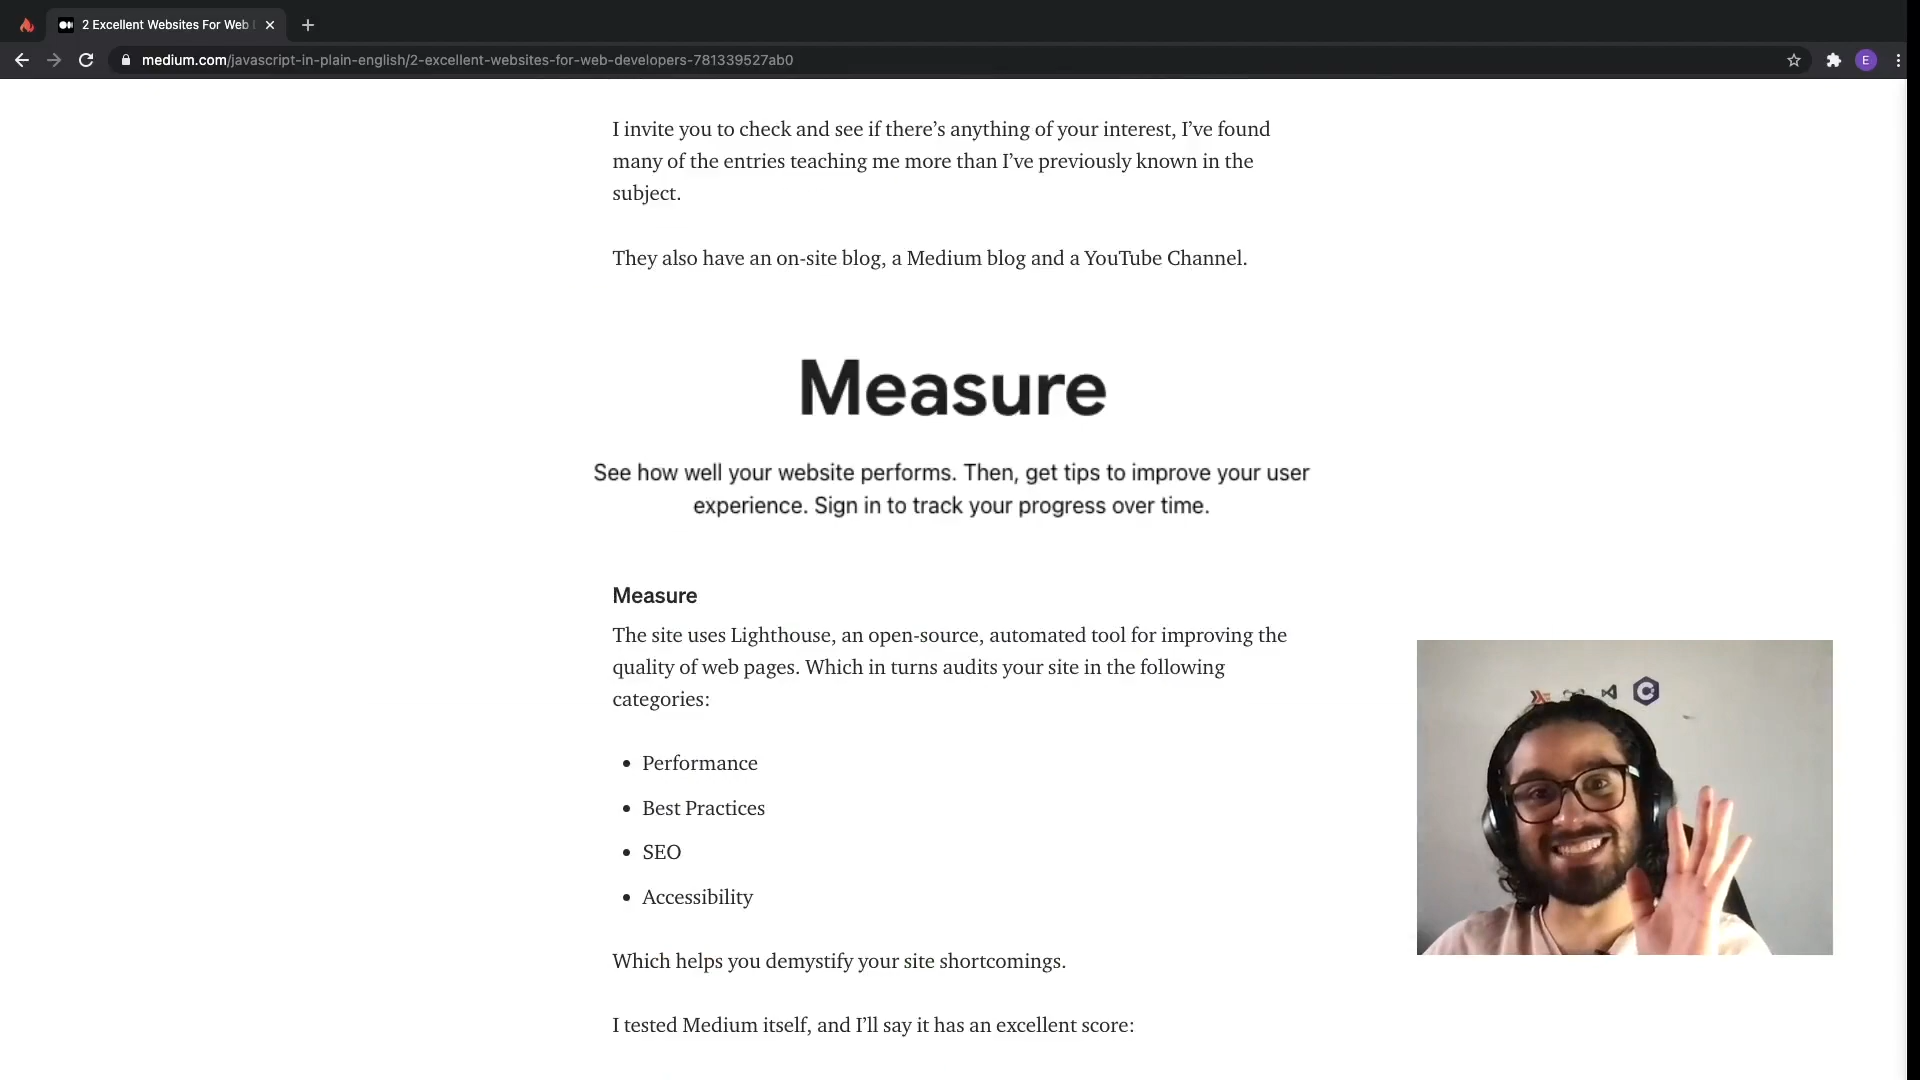 2 Excellent Websites For Web
medium.com/javascript-in-plain-english/2-excellent-websites-for-web-developers-781339527ab0
E
I invite you to check and see if there’s anything of your interest, I’ve found
many of the entries teaching me more than I’ve previously known in the
subject.
They also have an on-site blog, a Medium blog and a YouTube Channel.
Measure
See how well your website performs. Then, get tips to improve your user
experience. Sign in to track your progress over time.
Measure
The site uses Lighthouse, an open-source, automated tool for improving the
quality of web pages. Which in turns audits your site in the following
categories:
• Performance
• Best Practices
• SEO
• Accessibility
Which helps you demystify your site shortcomings.
I tested Medium itself, and I’ll say it has an excellent score: